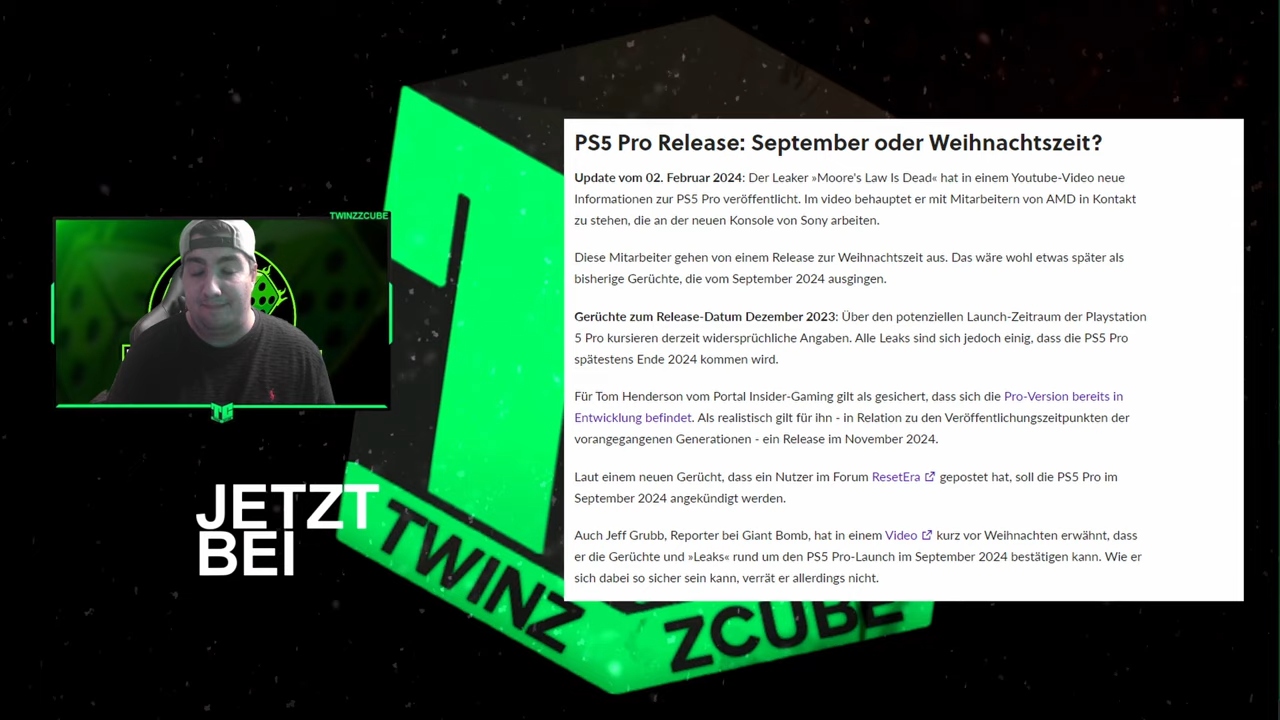 TWINZZCUBE
JETZT
BEI
TWINZ
ZCUBE
PS5 Pro Release: September oder Weihnachtszeit?
Update vom 02. Februar 2024: Der Leaker »Moore's Law Is Dead« hat in einem Youtube-Video neue
Informationen zur PS5 Pro veröffentlicht. Im video behauptet er mit Mitarbeitern von AMD in Kontakt
zu stehen, die an der neuen Konsole von Sony arbeiten.
Diese Mitarbeiter gehen von einem Release zur Weihnachtszeit aus. Das wäre wohl etwas später als
bisherige Gerüchte, die vom September 2024 ausgingen.
Gerüchte zum Release-Datum Dezember 2023: Über den potenziellen Launch-Zeitraum der Playstation
5 Pro kursieren derzeit widersprüchliche Angaben. Alle Leaks sind sich jedoch einig, dass die PS5 Pro
spätestens Ende 2024 kommen wird.
Für Tom Henderson vom Portal Insider-Gaming gilt als gesichert, dass sich die Pro-Version bereits in
Entwicklung befindet. Als realistisch gilt für ihn - in Relation zu den Veröffentlichungszeitpunkten der
vorangegangenen Generationen - ein Release im November 2024.
Laut einem neuen Gerücht, dass ein Nutzer im Forum ResetEra gepostet hat, soll die PS5 Pro im
September 2024 angekündigt werden.
Auch Jeff Grubb, Reporter bei Giant Bomb, hat in einem Video kurz vor Weihnachten erwähnt, dass
er die Gerüchte und »Leaks« rund um den PS5 Pro-Launch im September 2024 bestätigen kann. Wie er
sich dabei so sicher sein kann, verrät er allerdings nicht.